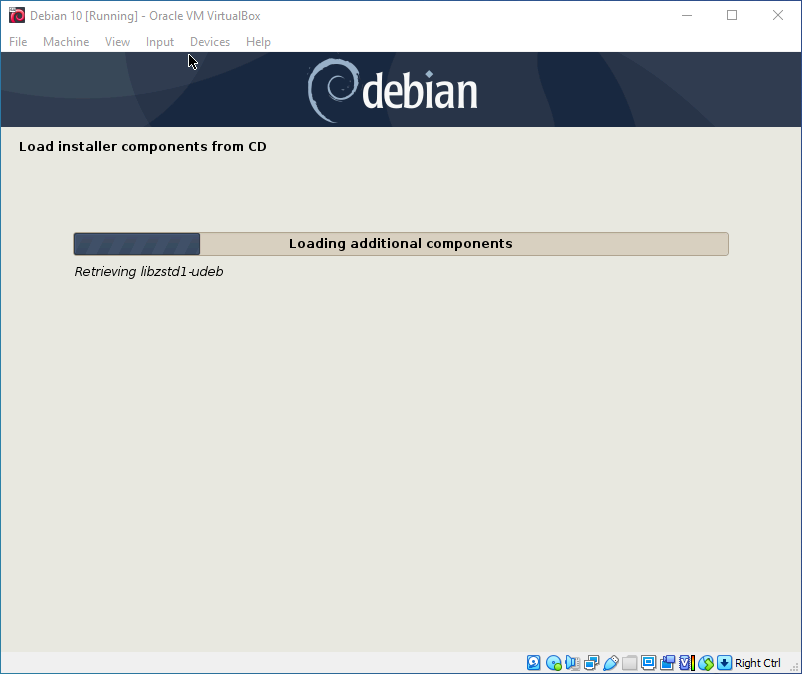 Debian 10 [Running] - Oracle VM VirtualBox
File Machine View Input Devices Help
debian
Load installer components from CD
Loading additional components
Retrieving libzstd1-udeb
Right Ctrl